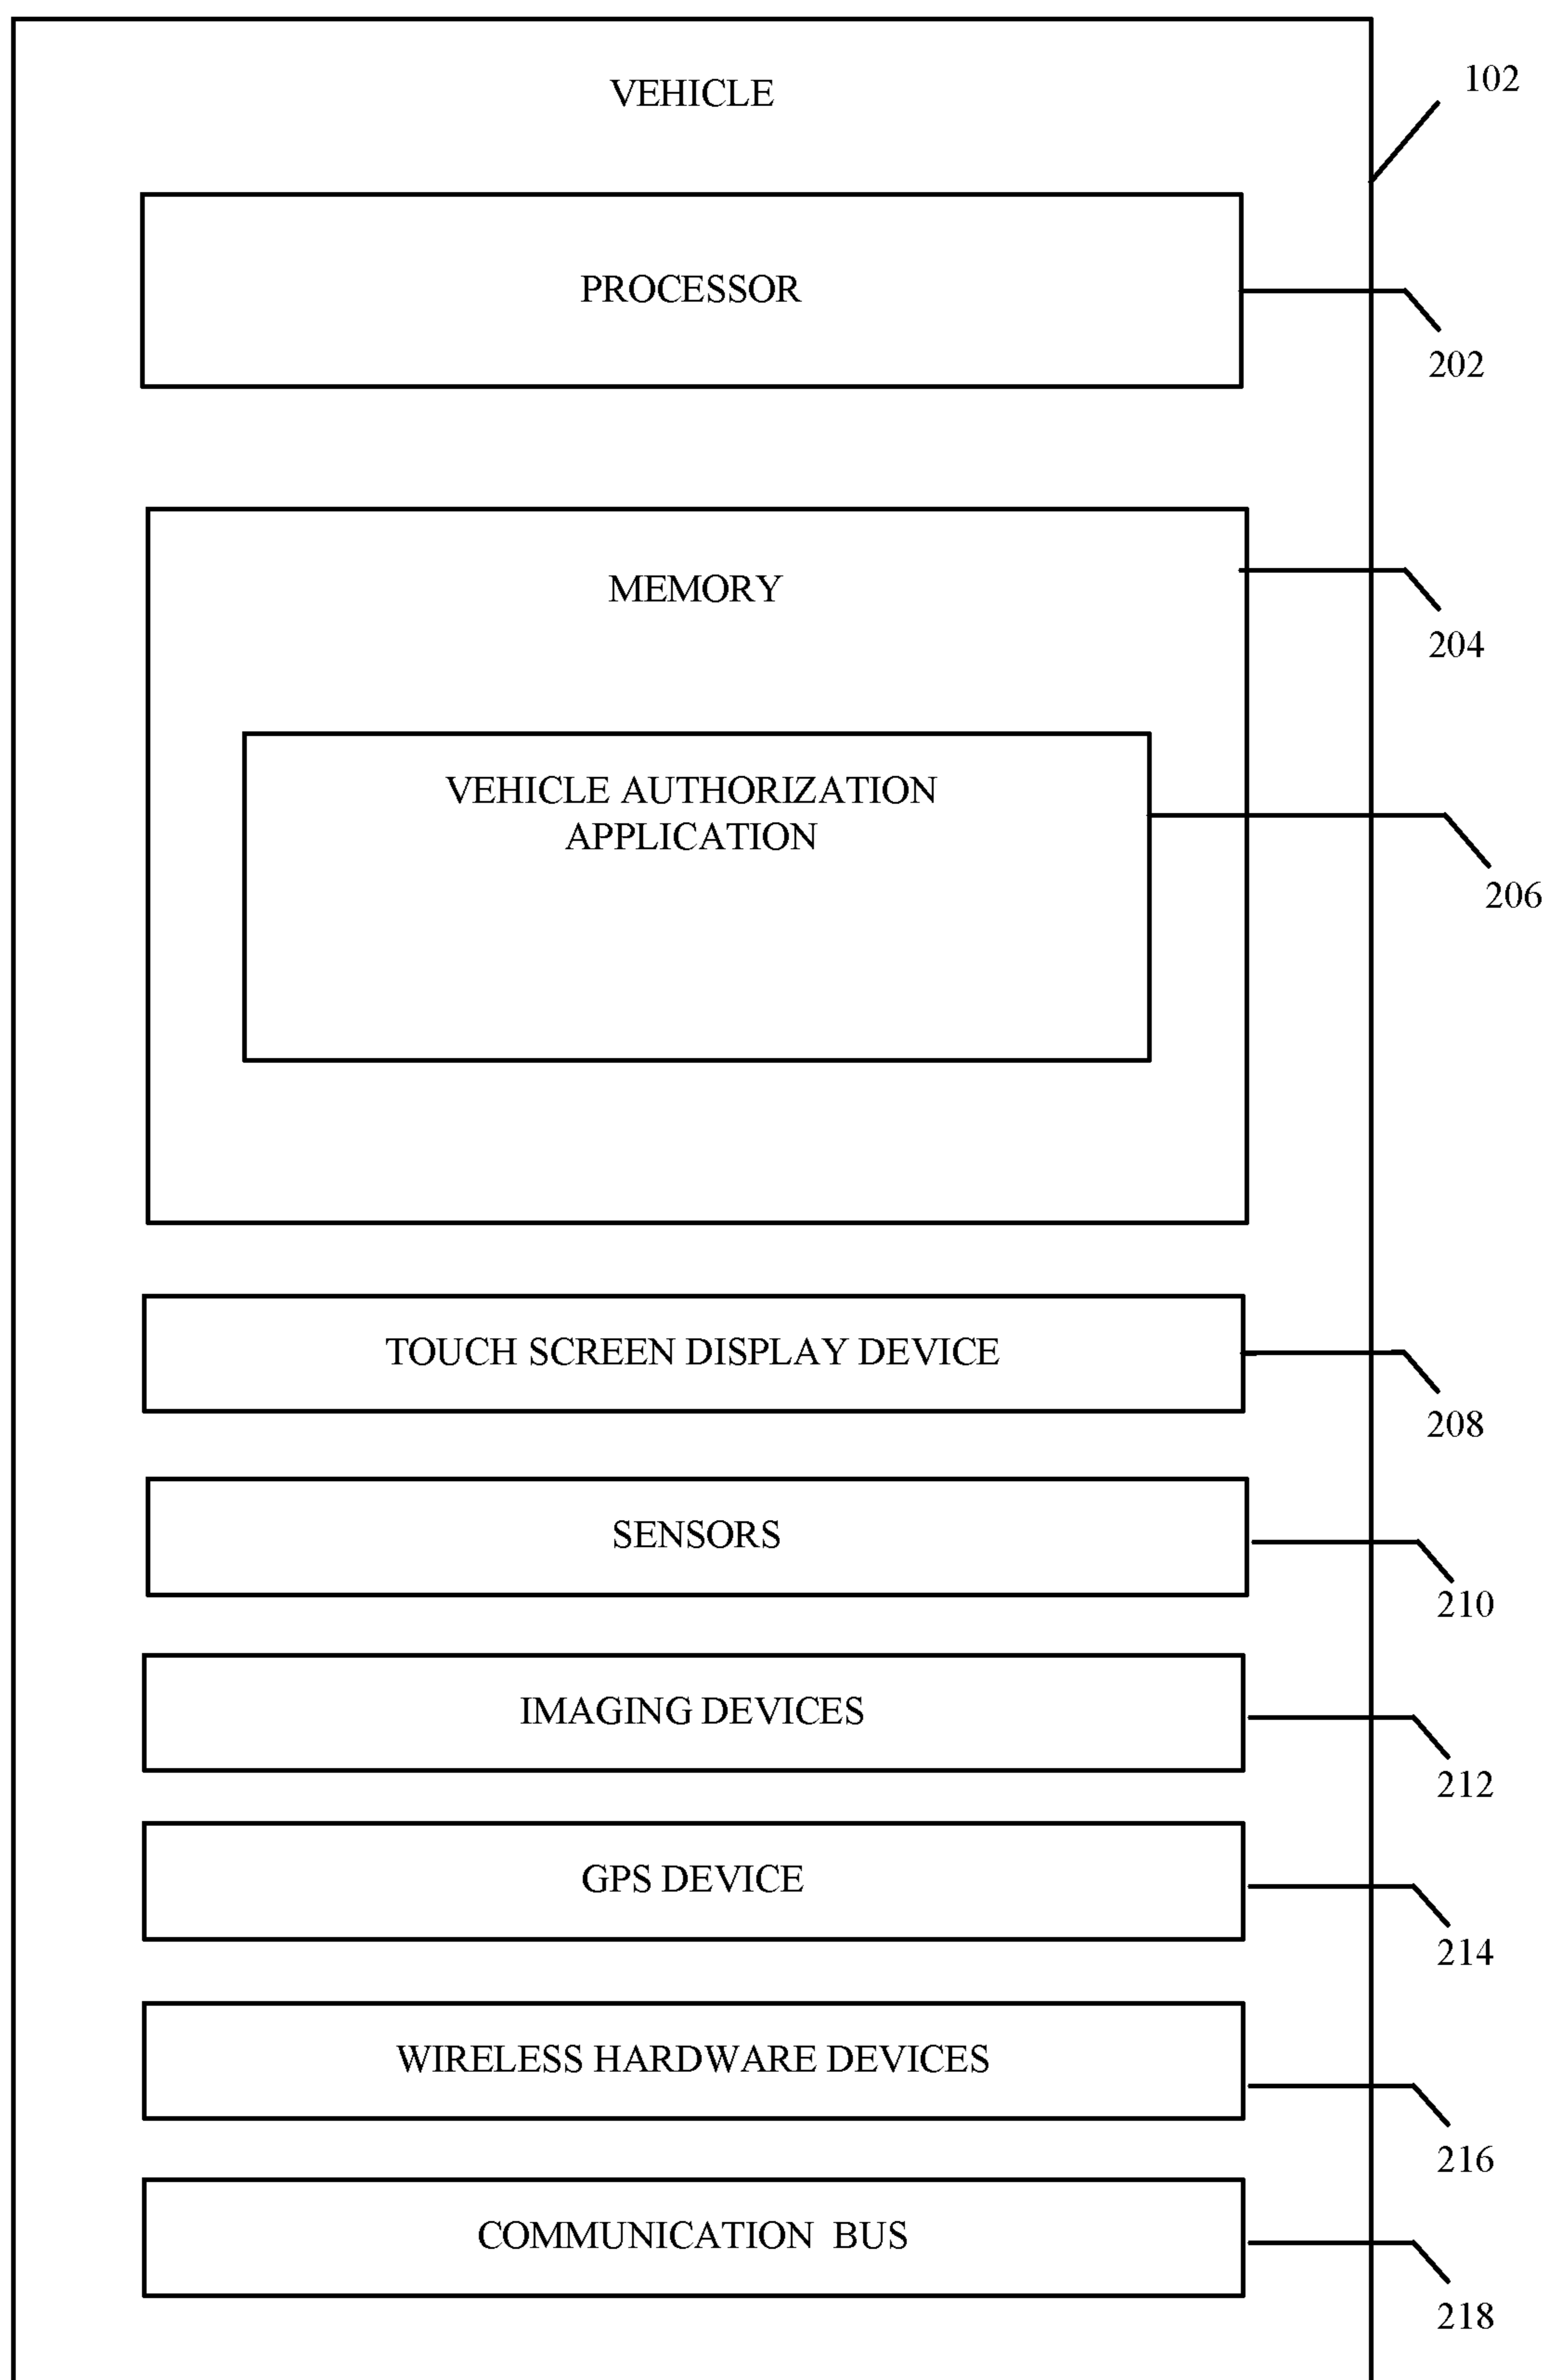 VEHICLE
102
PROCESSOR
202
MEMORY
204
VEHICLE AUTHORIZATION
APPLICATION
206
TOUCH SCREEN DISPLAY DEVICE
208
SENSORS
210
IMAGING DEVICES
212
GPS DEVICE
214
WIRELESS HARDWARE DEVICES
216
COMMUNICATION BUS
218